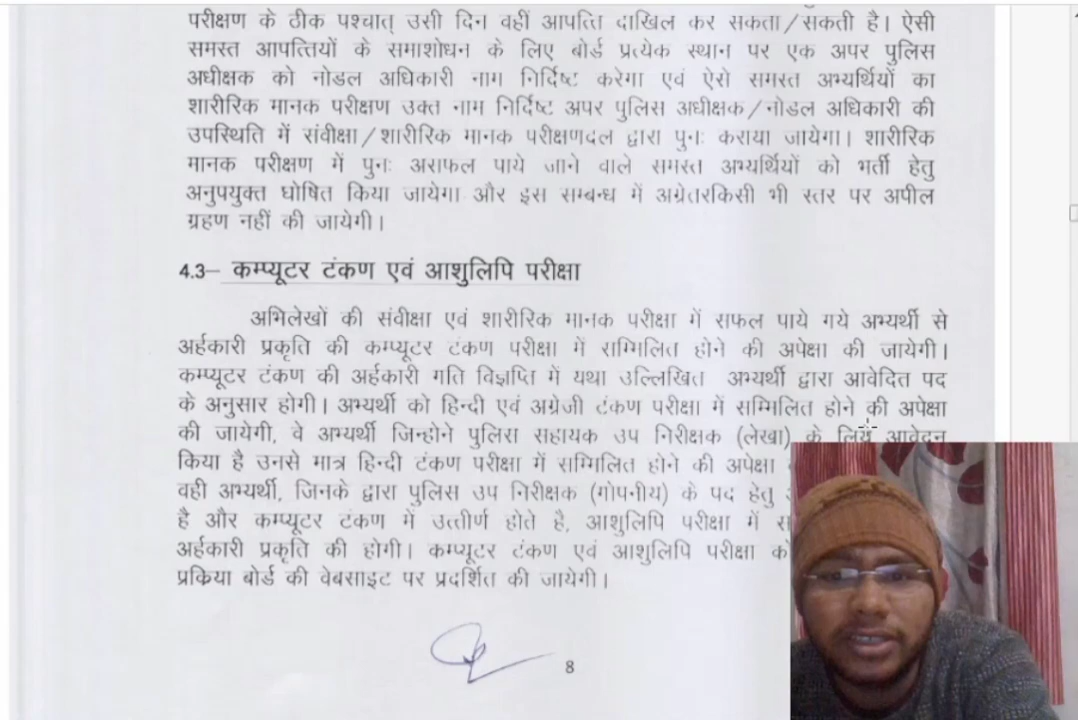 परीक्षण के ठीक पश्चात् उसी दिन वहीं आपत्ति दाखिल कर सकता/सकती है। ऐसी
समस्त आपत्तियों के समाशोधन के लिए बोर्ड प्रत्येक स्थान पर एक अपर पुलिस
अधीक्षक को नोडल अधिकारी नाम निर्दिष्ट करेगा एवं ऐसे समस्त अभ्यर्थियों का
शारीरिक मानक परीक्षण उक्त नाम निर्दिष्ट अपर पुलिस अधीक्षक/नोडल अधिकारी की
उपस्थिति में संवीक्षा/शारीरिक मानक परीक्षणदल द्वारा पुनः कराया जायेगा। शारीरिक
मानक परीक्षण में पुनः असफल पाये जाने वाले समस्त अभ्यर्थियों को भर्ती हेतु
अनुपयुक्त घोषित किया जायेगा और इस सम्बन्ध में अग्रेतरकिसी भी स्तर पर अपील
ग्रहण नहीं की जायेगी।
4.3– कम्प्यूटर टंकण एवं आशुलिपि परीक्षा
अभिलेखों की संवीक्षा एवं शारीरिक मानक परीक्षा में सफल पाये गये अभ्यर्थी से
अर्हकारी प्रकृति की कम्प्यूटर टंकण परीक्षा में सम्मिलित होने की अपेक्षा की जायेगी।
कम्प्यूटर टंकण की अर्हकारी गति विज्ञप्ति में यथा उल्लिखित अभ्यर्थी द्वारा आवेदित पद
के अनुसार होगी। अभ्यर्थी को हिन्दी एवं अग्रेजी टंकण परीक्षा में सम्मिलित होने की अपेक्षा
की जायेगी, वे अभ्यर्थी जिन्होने पुलिस सहायक उप निरीक्षक (लेखा) के लिये आवेदन
किया है उनसे मात्र हिन्दी टंकण परीक्षा में सम्मिलित होने की अपेक्षा
वही अभ्यर्थी, जिनके द्वारा पुलिस उप निरीक्षक (गोपनीय) के पद हेतु
है और कम्प्यूटर टंकण में उत्तीर्ण होते है, आशुलिपि परीक्षा में
अर्हकारी प्रकृति की होगी। कम्प्यूटर टंकण एवं आशुलिपि परीक्षा
प्रकिया बोर्ड की वेबसाइट पर प्रदर्शित की जायेगी।
8